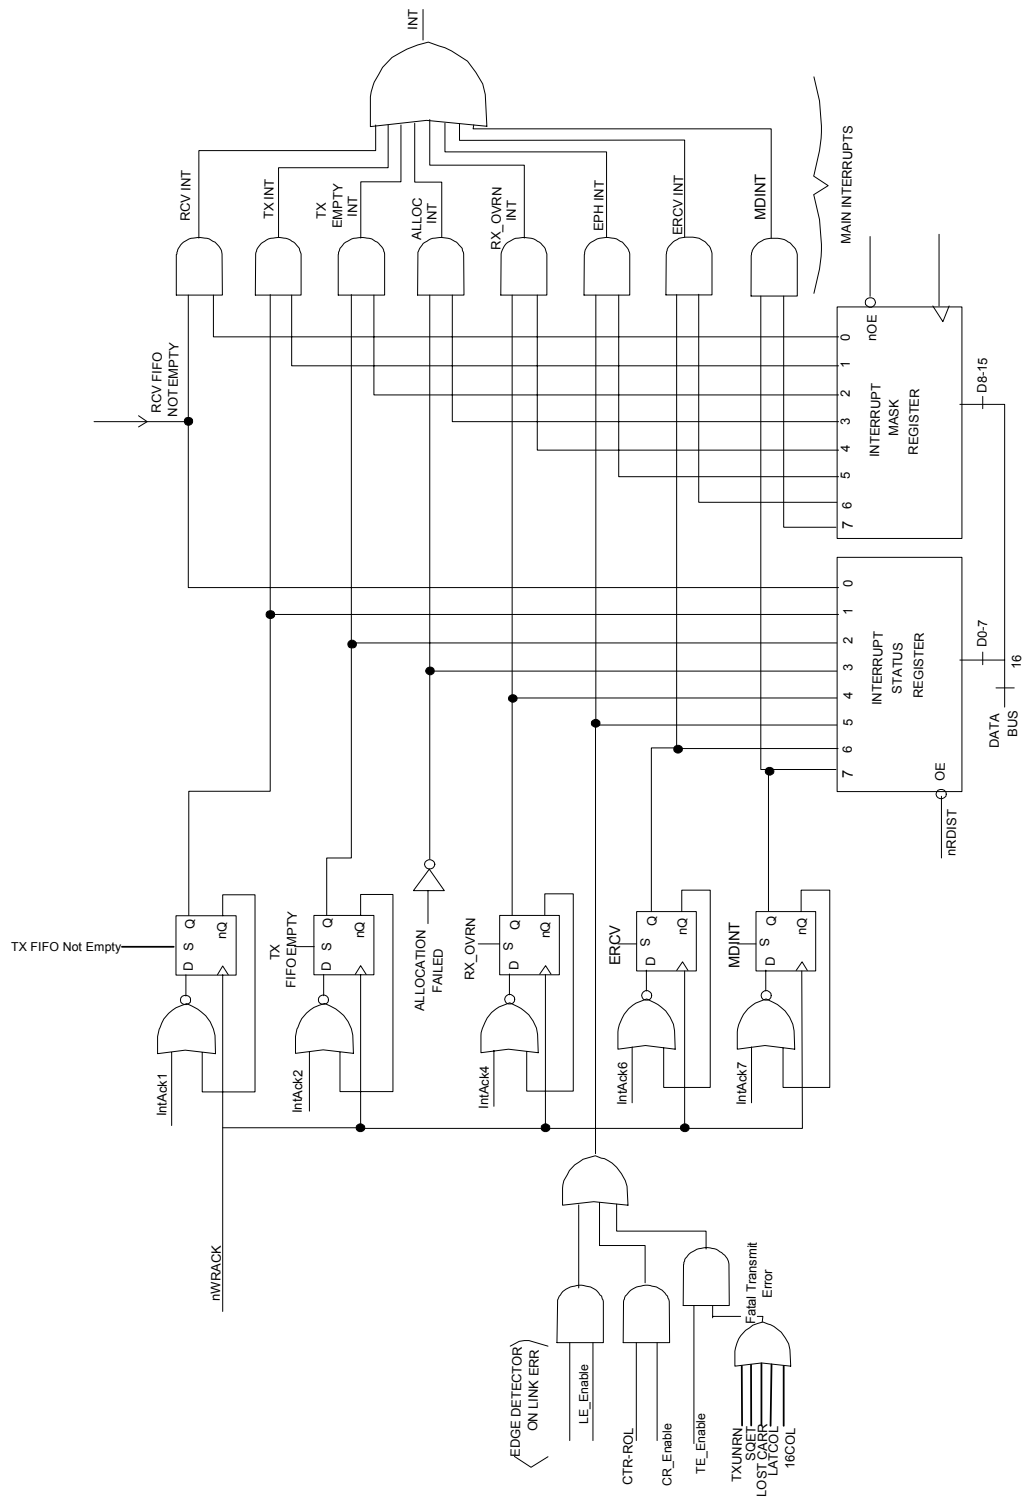 INT
RCV INT
TX INT
TX
EMPTY
INT
ALLOC
INT
RX_OVRN
INT
EPH INT
ERCV INT
MDINT
MAIN INTERRUPTS
RCV FIFO
NOT EMPTY
0
1
2
3
4
5
6
7
nOE
INTERRUPT
MASK
REGISTER
D8-15
0
1
2
3
4
5
6
7
OE
INTERRUPT
STATUS
REGISTER
D0-7
16
DATA
BUS
nRDIST
TX FIFO Not Empty
S
Q
nQ
D
IntAck1
TX
FIFO EMPTY
S
Q
nQ
D
IntAck2
ALLOCATION
FAILED
RX_OVRN
S
Q
nQ
D
IntAck4
ERCV
S
Q
nQ
D
IntAck6
MDINT
S
Q
nQ
D
IntAck7
nWRACK
EDGE DETECTOR
ON LINK ERR
LE_Enable
CTR-ROL
CR_Enable
TE_Enable
Fatal Transmit
Error
TXUNRN
SQET
LOST CARR
LATCOL
16COL